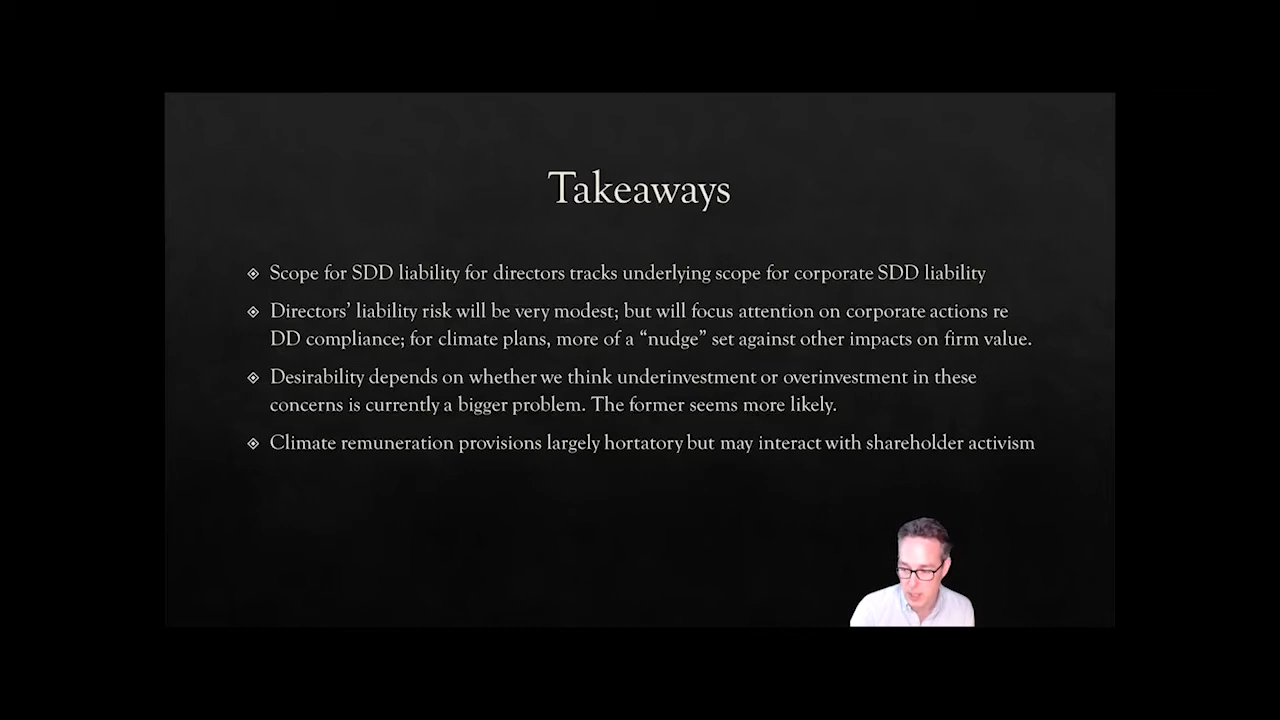 Takeaways
Scope for SDD liability for directors tracks underlying scope for corporate SDD liability
Directors’ liability risk will be very modest; but will focus attention on corporate actions re
DD compliance; for climate plans, more of a “nudge” set against other impacts on firm value.
Desirability depends on whether we think underinvestment or overinvestment in these
concerns is currently a bigger problem. The former seems more likely.
Climate remuneration provisions largely hortatory but may interact with shareholder activism